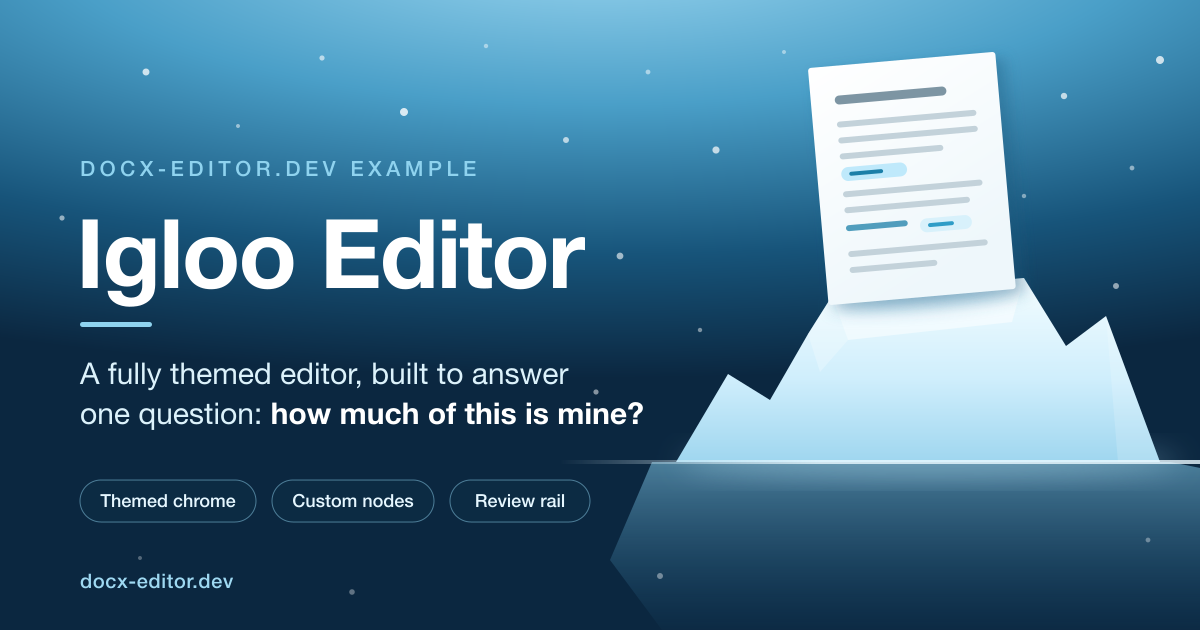 DOCX-EDITOR.DEV EXAMPLE
Igloo Editor
A fully themed editor, built to answer
one question: how much of this is mine?
Themed chrome
Custom nodes
Review rail
docx-editor.dev